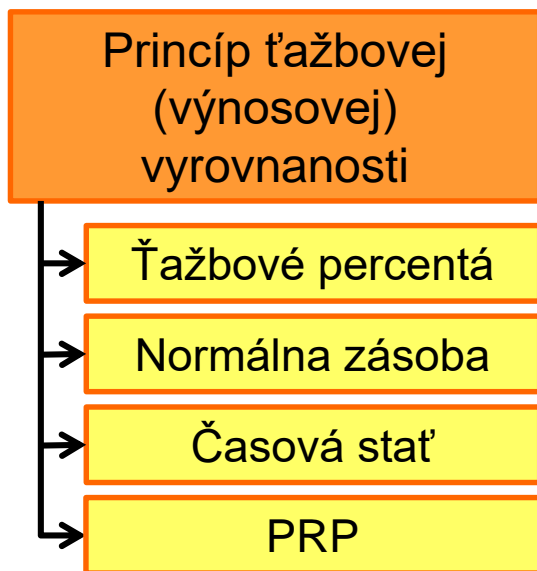 Princíp ťažbovej
(výnosovej)
vyrovnanosti
Ťažbové percentá
Normálna zásoba
Časová stať
PRP